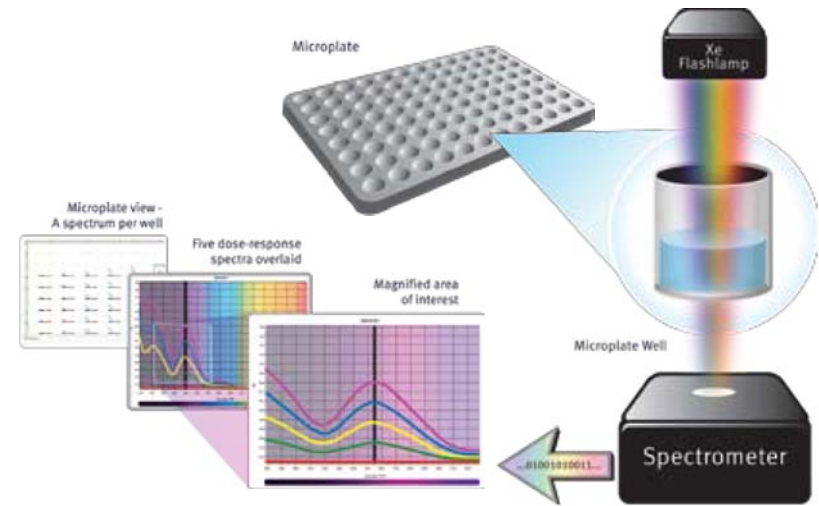 Microplate
Xe
Flashlamp
Microplate view -
A spectrum per well
Five dose-response
spectra overlaid
Magnified area
of interest
Microplate Well
...01001010011...
Spectrometer